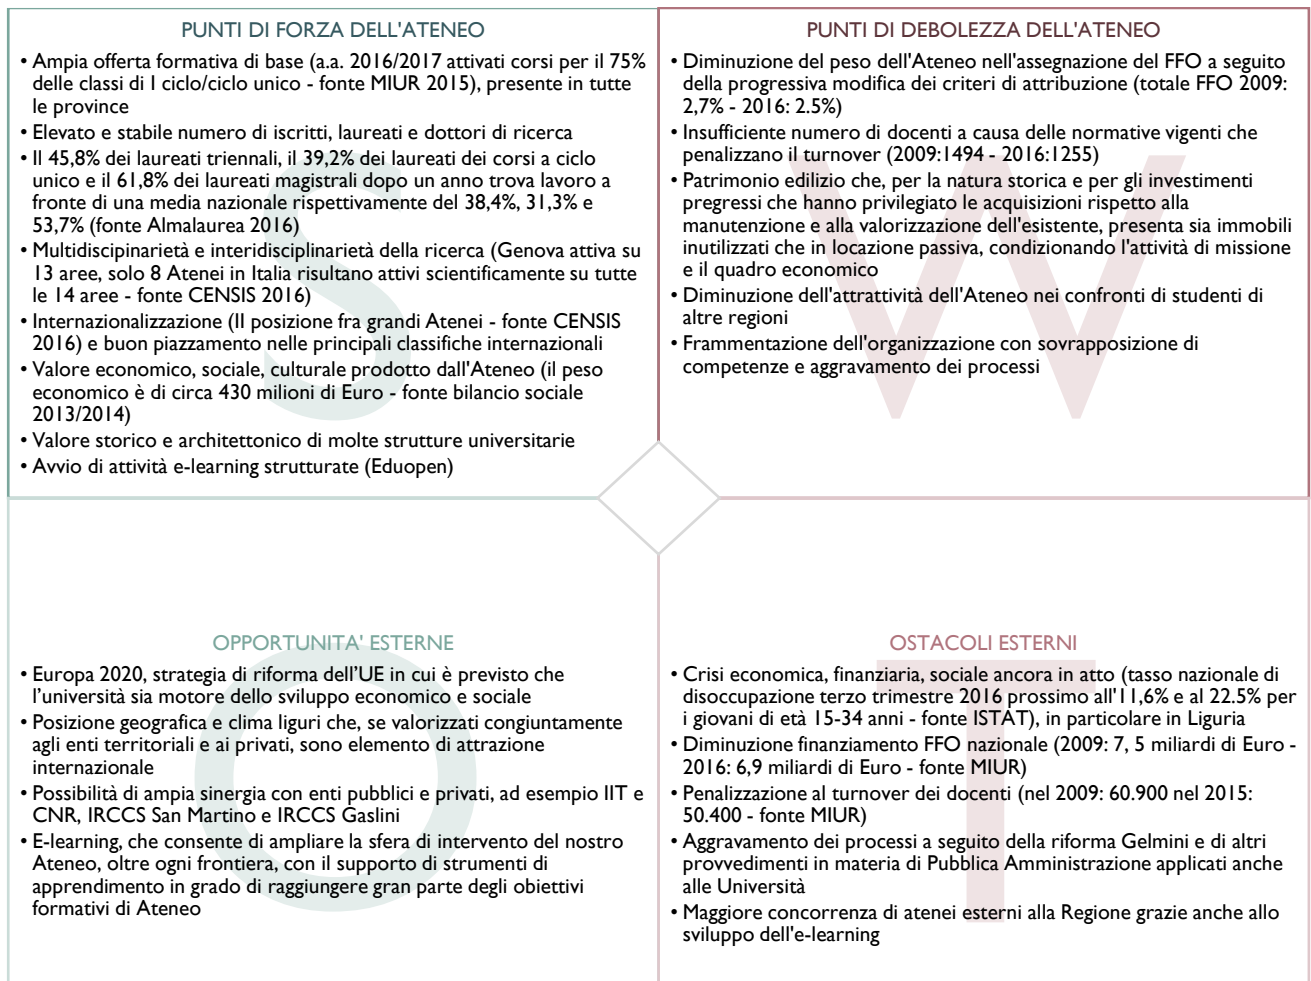 PUNTI DI FORZA DELL'ATENEO
• Ampia offerta formativa di base (a.a. 2016/2017 attivati corsi per il 75%
delle classi di I ciclo/ciclo unico - fonte MIUR 2015), presente in tutte
le province
• Elevato e stabile numero di iscritti, laureati e dottori di ricerca
• Il 45,8% dei laureati triennali, il 39,2% dei laureati dei corsi a ciclo
unico e il 61,8% dei laureati magistrali dopo un anno trova lavoro a
fronte di una media nazionale rispettivamente del 38,4%, 31,3% e
53,7% (fonte Almalaurea 2016)
• Multidiscipinarietà e interidisciplinarietà della ricerca (Genova attiva su
13 aree, solo 8 Atenei in Italia risultano attivi scientificamente su tutte
le 14 aree - fonte CENSIS 2016)
• Internazionalizzazione (II posizione fra grandi Atenei - fonte CENSIS
2016) e buon piazzamento nelle principali classifiche internazionali
• Valore economico, sociale, culturale prodotto dall'Ateneo (il peso
economico è di circa 430 milioni di Euro - fonte bilancio sociale
2013/2014)
• Valore storico e architettonico di molte strutture universitarie
• Avvio di attività e-learning strutturate (Eduopen)
S
PUNTI DI DEBOLEZZA DELL'ATENEO
• Diminuzione del peso dell'Ateneo nell'assegnazione del FFO a seguito
della progressiva modifica dei criteri di attribuzione (totale FFO 2009:
2,7% - 2016: 2.5%)
• Insufficiente numero di docenti a causa delle normative vigenti che
penalizzano il turnover (2009:1494 - 2016:1255)
• Patrimonio edilizio che, per la natura storica e per gli investimenti
pregressi che hanno privilegiato le acquisizioni rispetto alla
manutenzione e alla valorizzazione dell'esistente, presenta sia immobili
inutilizzati che in locazione passiva, condizionando l'attività di missione
e il quadro economico
• Diminuzione dell'attrattività dell'Ateneo nei confronti di studenti di
altre regioni
• Frammentazione dell'organizzazione con sovrapposizione di
competenze e aggravamento dei processi
W
OPPORTUNITA' ESTERNE
• Europa 2020, strategia di riforma dell’UE in cui è previsto che
l’università sia motore dello sviluppo economico e sociale
• Posizione geografica e clima liguri che, se valorizzati congiuntamente
agli enti territoriali e ai privati, sono elemento di attrazione
internazionale
• Possibilità di ampia sinergia con enti pubblici e privati, ad esempio IIT e
CNR, IRCCS San Martino e IRCCS Gaslini
• E-learning, che consente di ampliare la sfera di intervento del nostro
Ateneo, oltre ogni frontiera, con il supporto di strumenti di
apprendimento in grado di raggiungere gran parte degli obiettivi
formativi di Ateneo
O
OSTACOLI ESTERNI
• Crisi economica, finanziaria, sociale ancora in atto (tasso nazionale di
disoccupazione terzo trimestre 2016 prossimo all'11,6% e al 22.5% per
i giovani di età 15-34 anni - fonte ISTAT), in particolare in Liguria
• Diminuzione finanziamento FFO nazionale (2009: 7, 5 miliardi di Euro -
2016: 6,9 miliardi di Euro - fonte MIUR)
• Penalizzazione al turnover dei docenti (nel 2009: 60.900 nel 2015:
50.400 - fonte MIUR)
• Aggravamento dei processi a seguito della riforma Gelmini e di altri
provvedimenti in materia di Pubblica Amministrazione applicati anche
alle Università
• Maggiore concorrenza di atenei esterni alla Regione grazie anche allo
sviluppo dell'e-learning
T